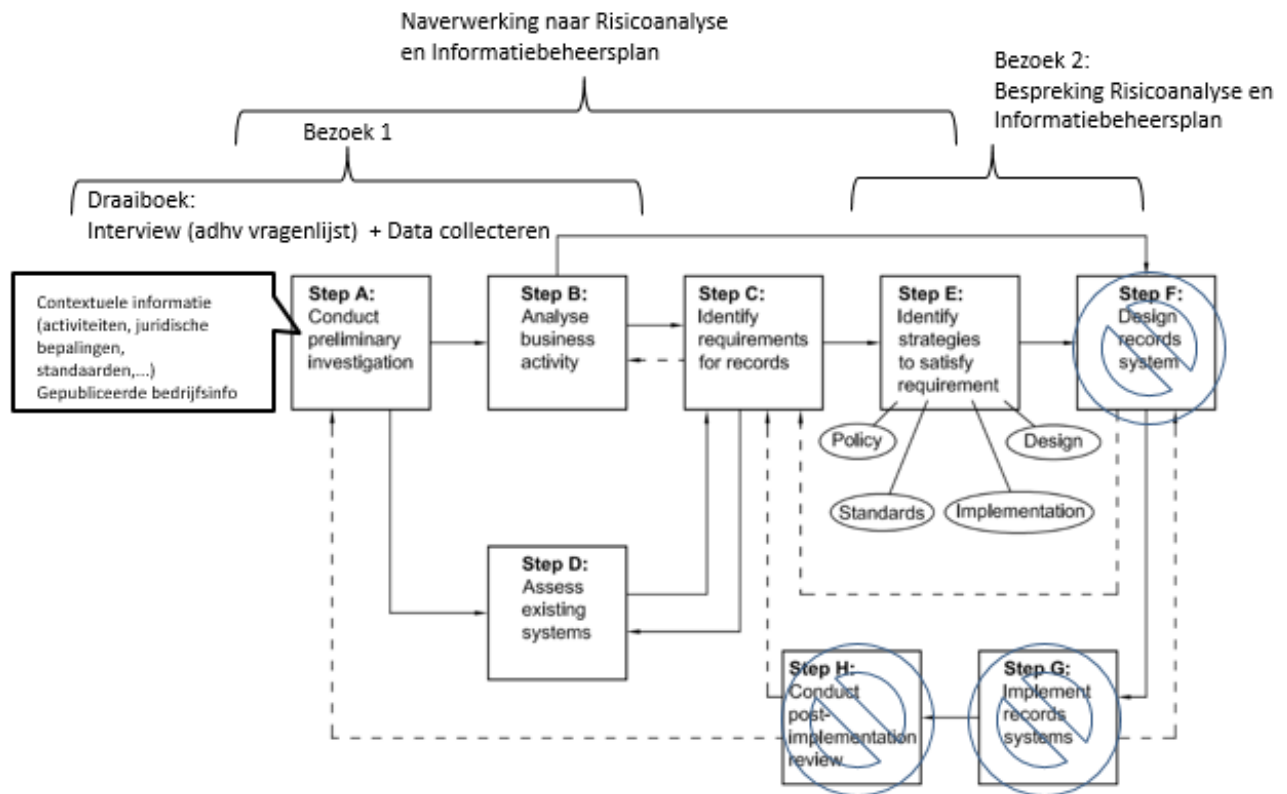 Naverwerking naar Risicoanalyse
en Informatiebeheersplan
Bezoek 2:
Bespreking Risicoanalyse en
Informatiebeheersplan
Bezoek 1
Draaiboek:
Interview (adhv vragenlijst) + Data collecteren
Contextuele informatie
(activiteiten, juridische
bepalingen,
standaarden,...)
Gepubliceerde bedrijfsinfo
Step A:
Conduct
preliminary
investigation
Step B:
Analyse
business
activity
Step C:
Identify
requirements
for records
Step E:
Identify
strategies
to satisfy
requirement
Step F:
Design
records
system
Policy
Design
Standards
Implementation
Step D:
Assess
existing
systems
Step H:
Conduct
post-
implementation
review
Step G:
Implement
records
systems